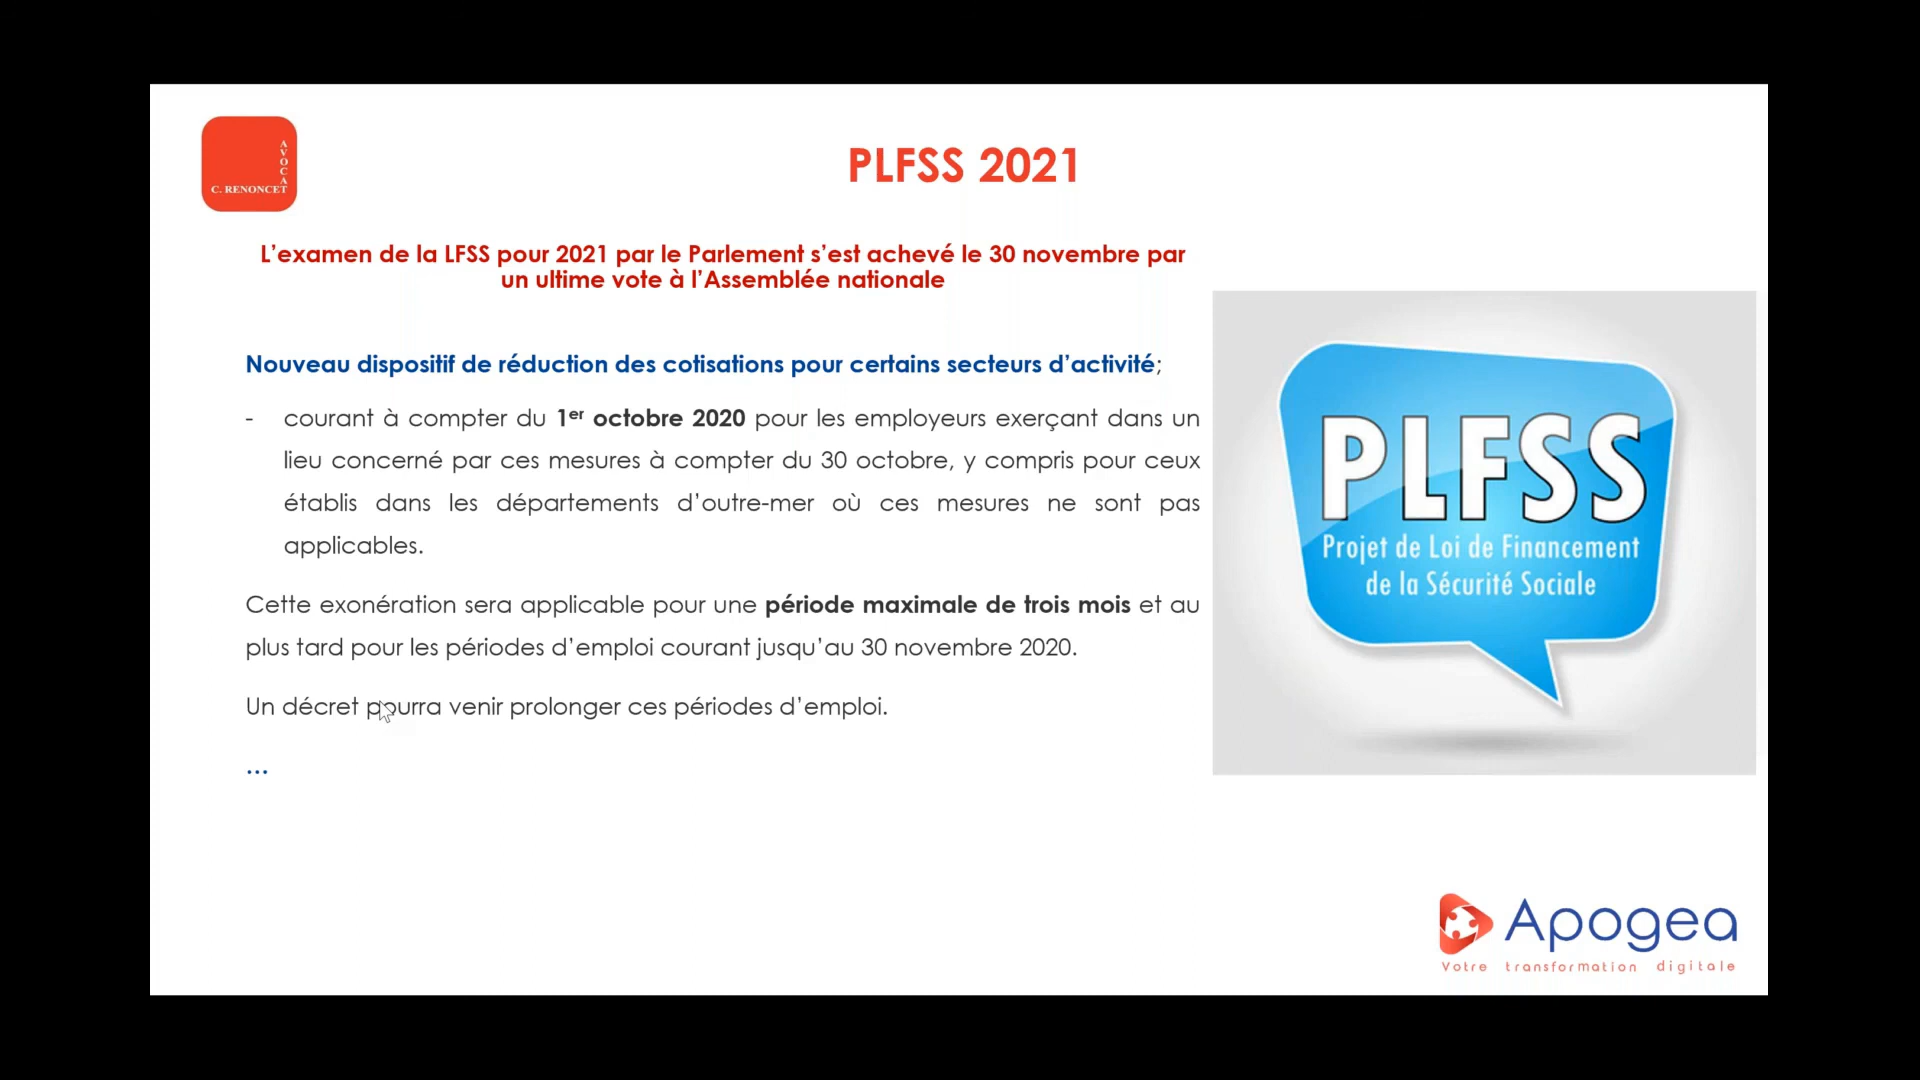 AVOCAT
C. RENONCET
PLFSS 2021
L’examen de la LFSS pour 2021 par le Parlement s’est achevé le 30 novembre par
un ultime vote à l’Assemblée nationale
Nouveau dispositif de réduction des cotisations pour certains secteurs d’activité;
- courant à compter du 1er octobre 2020 pour les employeurs exerçant dans un
lieu concerné par ces mesures à compter du 30 octobre, y compris pour ceux
établis dans les départements d’outre-mer où ces mesures ne sont pas
applicables.
Cette exonération sera applicable pour une période maximale de trois mois et au
plus tard pour les périodes d’emploi courant jusqu’au 30 novembre 2020.
Un décret pourra venir prolonger ces périodes d’emploi.
...
PLFSS
Projet de Loi de Financement
de la Sécurité Sociale
Apogea
Votre transformation digitale